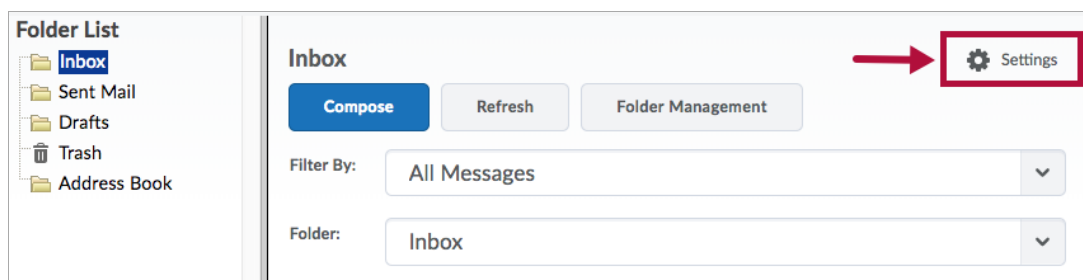 Folder List
Inbox
Sent Mail
Drafts
Trash
Address Book
Inbox
Settings
Compose
Refresh
Folder Management
Filter By:
All Messages
Folder:
Inbox